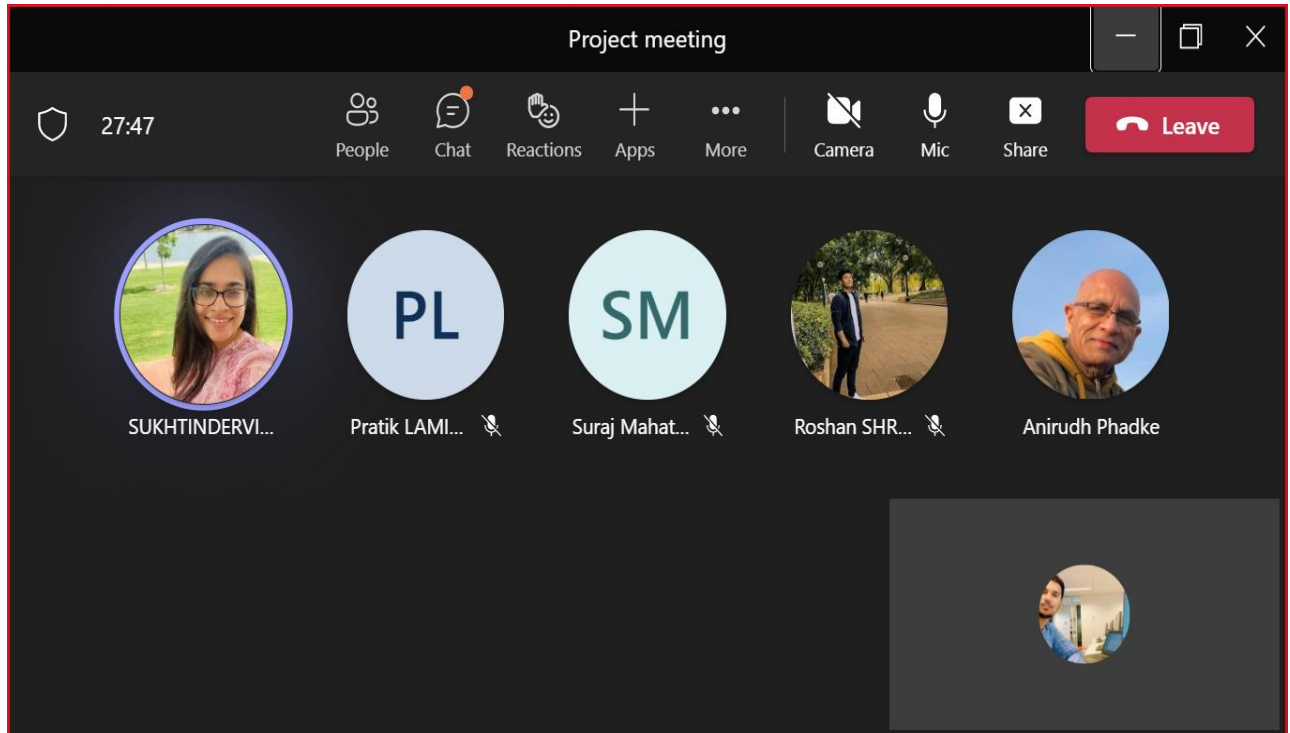 Project meeting
27:47
People Chat Reactions Apps More Camera Mic Share Leave
PL SM
SUKHTINDERVI... Pratik LAMI... Suraj Mahat... Roshan SHR... Anirudh Phadke